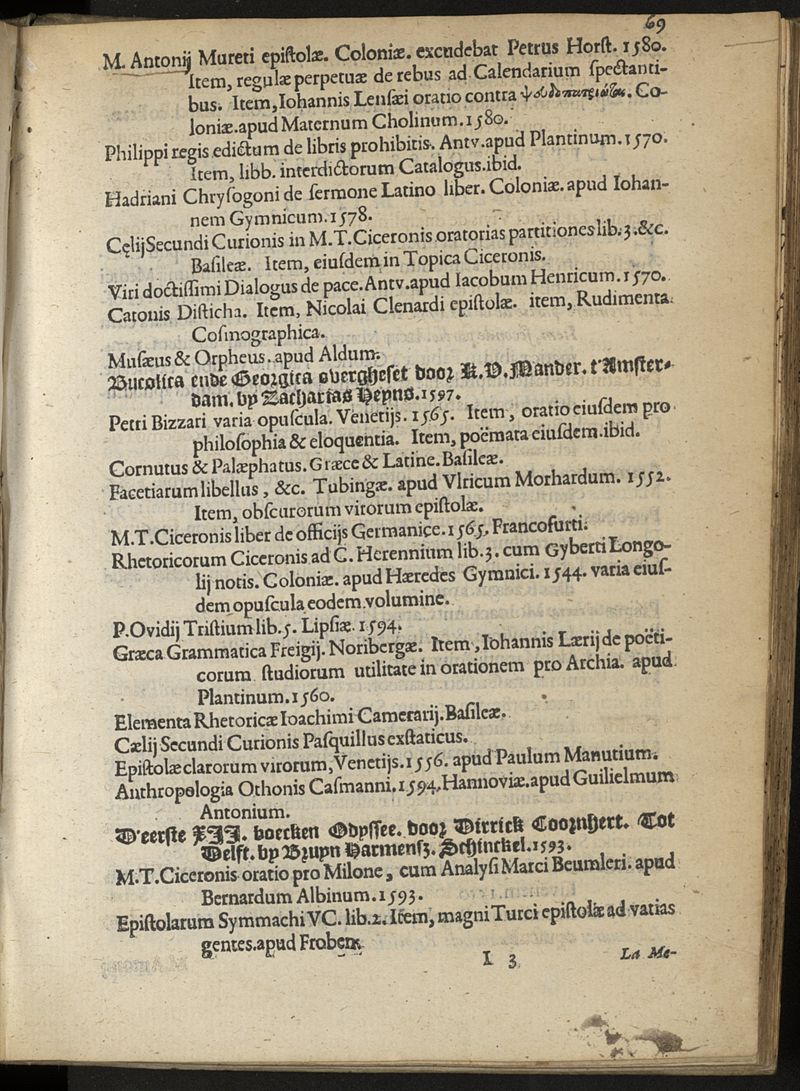 69
M. Antonij Mureti epiſtolæ. Coloniæ. excudebat Petrus Horſt. 1580.
Item, regulæ perpetuæ de rebus ad Calendarium ſpectanti-
bus. Item, Iohannis Lenſæi oratio contra. Co-
loniæ. apud Maternum Cholinum. 1580.
Philippi regis edictum de libris prohibitis. Antv. apud Plantinum. 1570.
Item, libb. interdictorum Catalogus. ibid.
Hadriani Chryſogoni de ſermone Latino liber. Coloniæ. apud Iohan-
nem Gymnicum. 1578.
Cęlij Secundi Curionis in M.T. Ciceronis oratorias partitiones lib. 3. &c.
Baſileæ. Item, eiuſdem in Topica Ciceronis.
Viri doctiſſimi Dialogus de pace. Antv. apud Iacobum Henricum. 1570.
Catonis Diſticha. Item, Nicolai Clenardi epiſtolæ. item, Rudimenta
Coſmographica.
Muſæus & Orpheus. apud Aldum.
Bucolica ende Georgica overgheſet door K. V. Mander. t'Amſter-
dam. by Zacharias Heyns. 1597.
Petri Bizzari varia opuſcula. Venetijs. 1565. Item, oratio eiuſdem pro
philoſophia & eloquentia. Item, poëmata eiuſdem. ibid.
Cornutus & Palæphatus. Græce & Latine. Baſileæ.
Facetiarum libellus, &c. Tubingæ. apud Vlricum Morhardum. 1552.
Item, obſcurorum virorum epiſtolæ.
M.T. Ciceronis liber de officijs Germanice. 1565. Francofurti.
Rhetoricorum Ciceronis ad C. Herennium lib. 3. cum Gyberti Longo-
lij notis. Coloniæ. apud Hæredes Gymnici. 1544. varia eiuſ-
dem opuſcula eodem volumine.
P. Ovidij Triſtium lib. 5. Lipſiæ. 1594.
Græca Grammatica Freigij. Noribergæ. Item, Iohannis Lærij de poëti-
corum ſtudiorum utilitate in orationem pro Archia. apud
Plantinum. 1560.
Elementa Rhetoricæ Ioachimi Camerarij. Baſileæ.
Cælij Secundi Curionis Paſquillus exſtaticus.
Epiſtolæ clarorum virorum, Venetijs. 1556. apud Paulum Manutium.
Anthropologia Othonis Caſmanni. 1594. Hannoviæ. apud Guilielmum
Antonium.
D'eerſte XII. boecken Odyſſee. door Dirrick Coornhert. Tot
Delft. by Bruyn Harmenſz. Schinckel. 1593.
M.T. Ciceronis oratio pro Milone, cum Analyſi Marci Beumleri. apud
Bernardum Albinum. 1593.
Epiſtolarum Symmachi VC. lib. 2. Item, magni Turci epiſtolæ ad varias
gentes. apud Froben.
I 3
La Me-